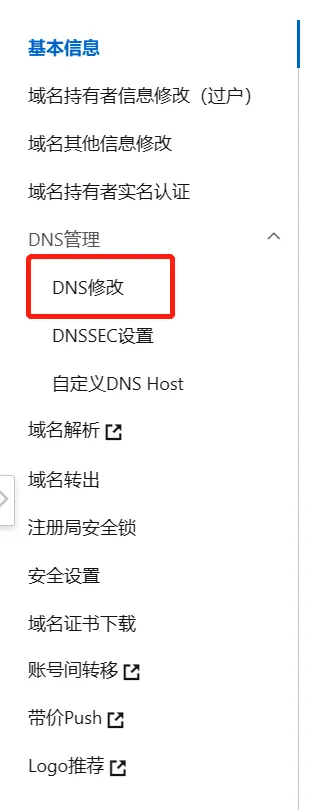 基本信息
域名持有者信息修改（过户）
域名其他信息修改
域名持有者实名认证
DNS管理
DNS修改
DNSSEC设置
自定义DNS Host
域名解析
域名转出
注册局安全锁
安全设置
域名证书下载
账号间转移
带价Push
Logo推荐